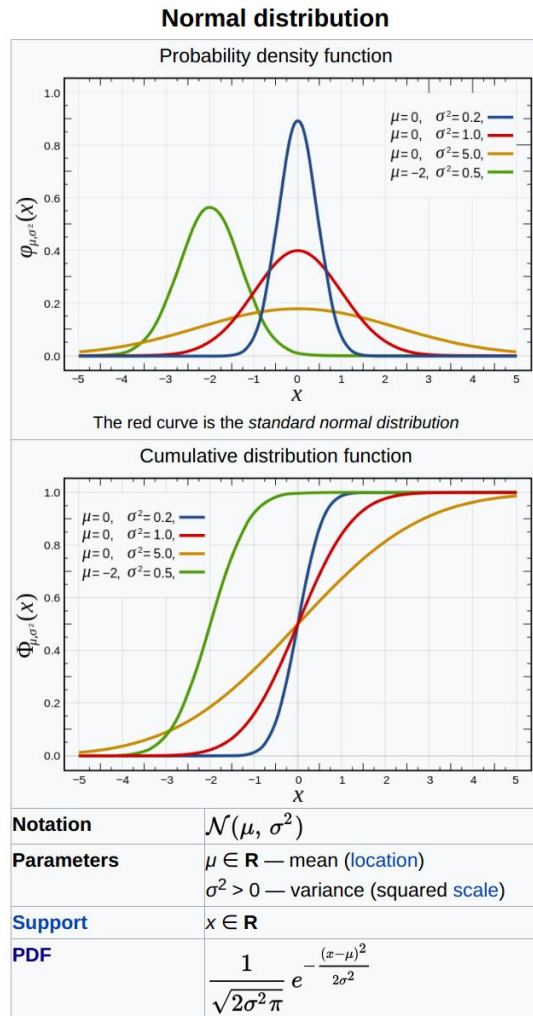 Normal distribution
Probability density function
φμ,σ²(x)
1.0
0.8
0.6
0.4
0.2
0.0
μ= 0, σ²= 0.2,
μ= 0, σ²= 1.0,
μ= 0, σ²= 5.0,
μ= −2, σ²= 0.5,
−5 −4 −3 −2 −1 0 1 2 3 4 5
x
The red curve is the standard normal distribution
Cumulative distribution function
Φμ,σ²(x)
1.0
0.8
0.6
0.4
0.2
0.0
μ= 0, σ²= 0.2,
μ= 0, σ²= 1.0,
μ= 0, σ²= 5.0,
μ= −2, σ²= 0.5,
−5 −4 −3 −2 −1 0 1 2 3 4 5
x
Notation 𝒩(μ, σ²)
Parameters μ ∈ R — mean (location)
σ² > 0 — variance (squared scale)
Support x ∈ R
PDF 1/√(2σ²π) e^(−(x−μ)²/(2σ²))